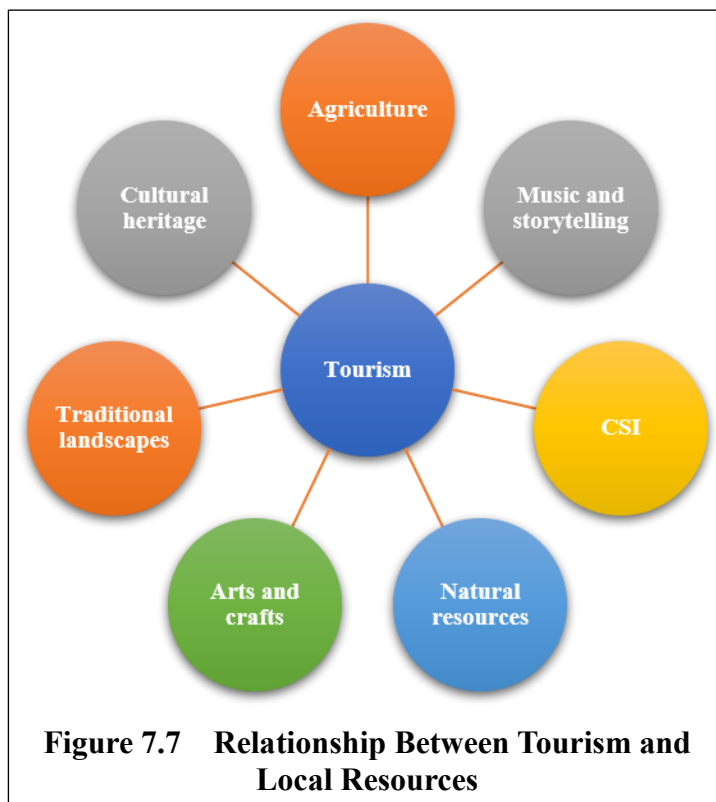 Agriculture
Cultural
heritage
Music and
storytelling
Tourism
Traditional
landscapes
CSI
Arts and
crafts
Natural
resources
Figure 7.7 Relationship Between Tourism and
Local Resources